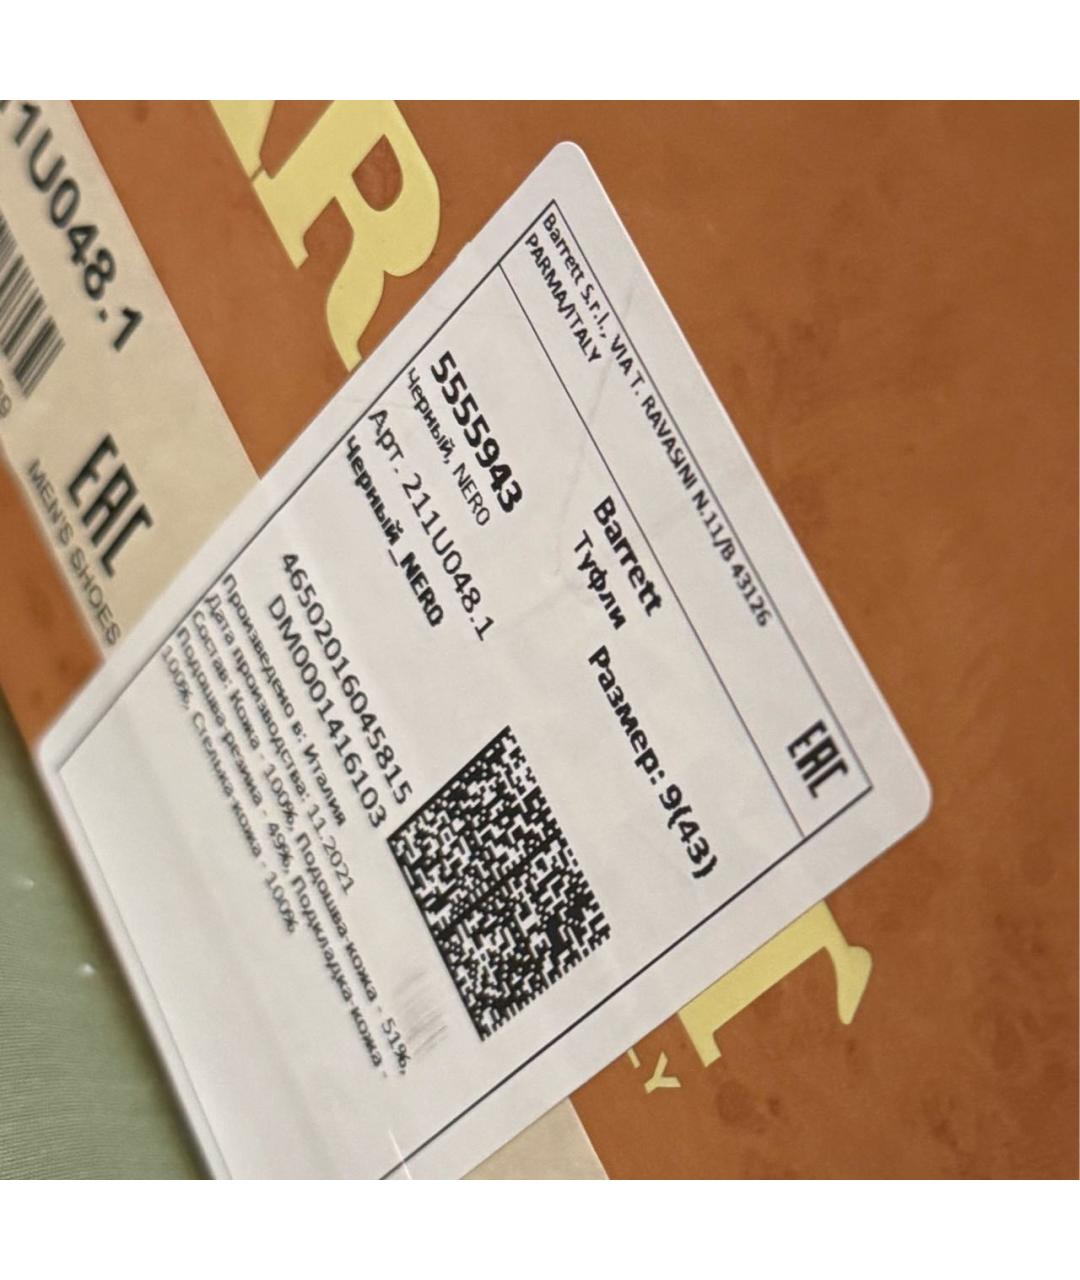 Barrett S.r.l., VIA T. RAVASINI N.11/B 43126
PARMA/ITALY
EAC
Barrett
Туфли
Размер: 9(43)
5555943
Черный, NERO
Арт. 211U048.1
Черный_NERO
46502016045815
DM0001416103
Произведено в: Италия
Дата производства: 11.2021
Состав: Кожа - 100%, Подошва-кожа - 51%,
Подошва-резина - 49%, Подкладка-кожа -
100%, Стелька-кожа - 100%
11U048.1
EAC
MEN'S SHOES